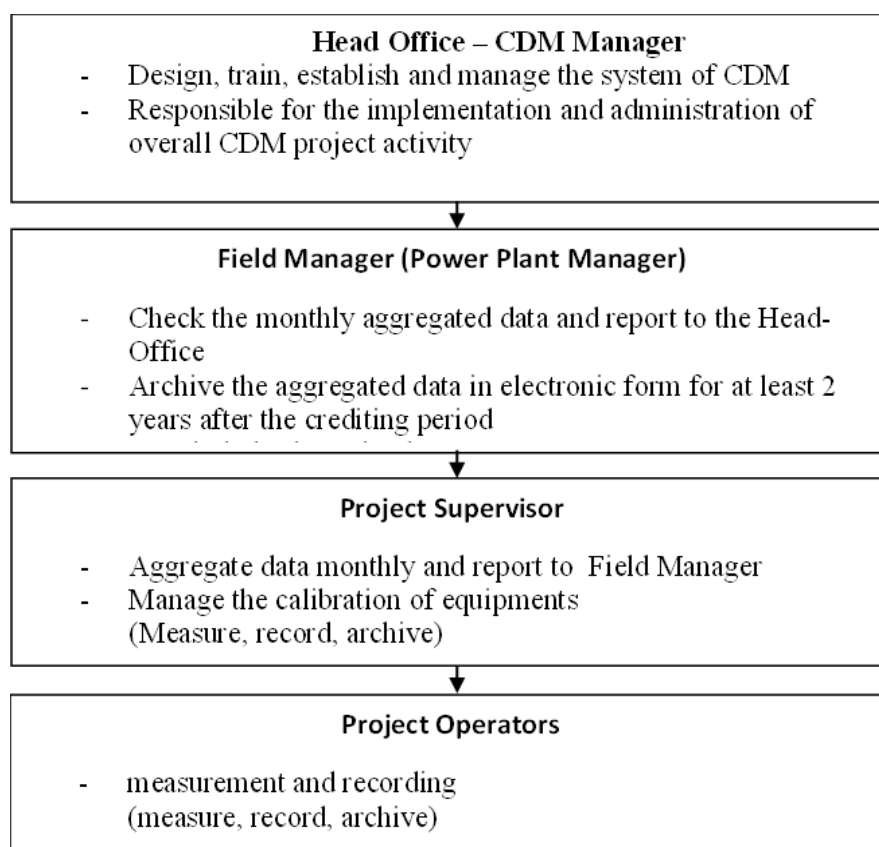 Head Office – CDM Manager
- Design, train, establish and manage the system of CDM
- Responsible for the implementation and administration of
overall CDM project activity
Field Manager (Power Plant Manager)
- Check the monthly aggregated data and report to the Head-
Office
- Archive the aggregated data in electronic form for at least 2
years after the crediting period
Project Supervisor
- Aggregate data monthly and report to Field Manager
- Manage the calibration of equipments
(Measure, record, archive)
Project Operators
- measurement and recording
(measure, record, archive)